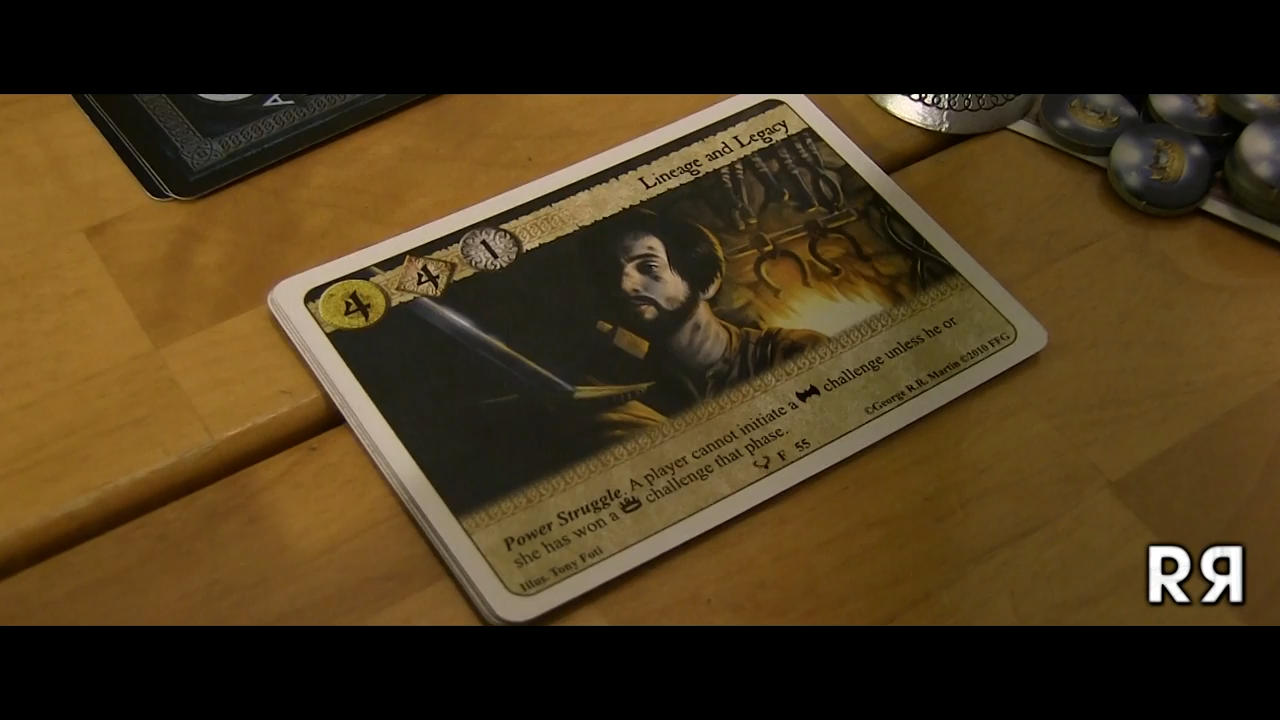 Lineage and Legacy
4 4 1
Power Struggle. A player cannot initiate a challenge unless he or
she has won a challenge that phase.
F 55
Illus. Tony Foti
©George R.R. Martin ©2010 FFG
RЯ